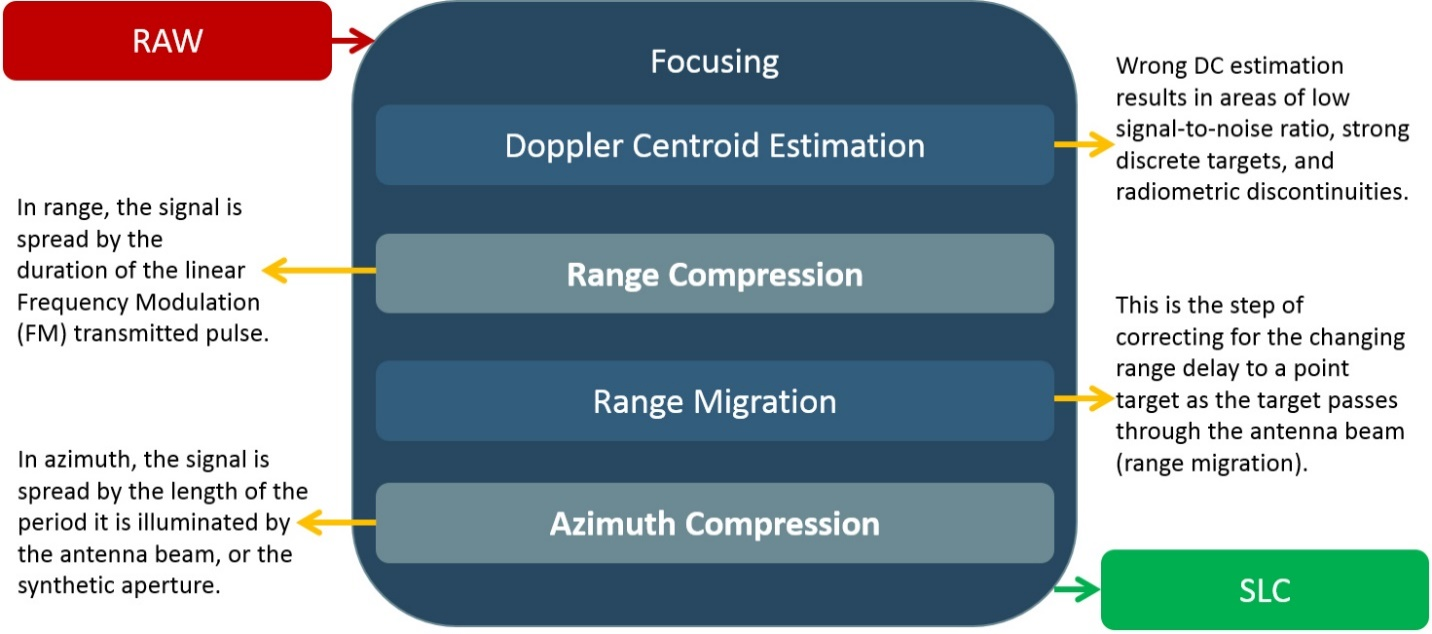 RAW
Focusing
Doppler Centroid Estimation
Wrong DC estimation
results in areas of low
signal-to-noise ratio, strong
discrete targets, and
radiometric discontinuities.
In range, the signal is
spread by the
duration of the linear
Frequency Modulation
(FM) transmitted pulse.
Range Compression
Range Migration
This is the step of
correcting for the changing
range delay to a point
target as the target passes
through the antenna beam
(range migration).
In azimuth, the signal is
spread by the length of the
period it is illuminated by
the antenna beam, or the
synthetic aperture.
Azimuth Compression
SLC